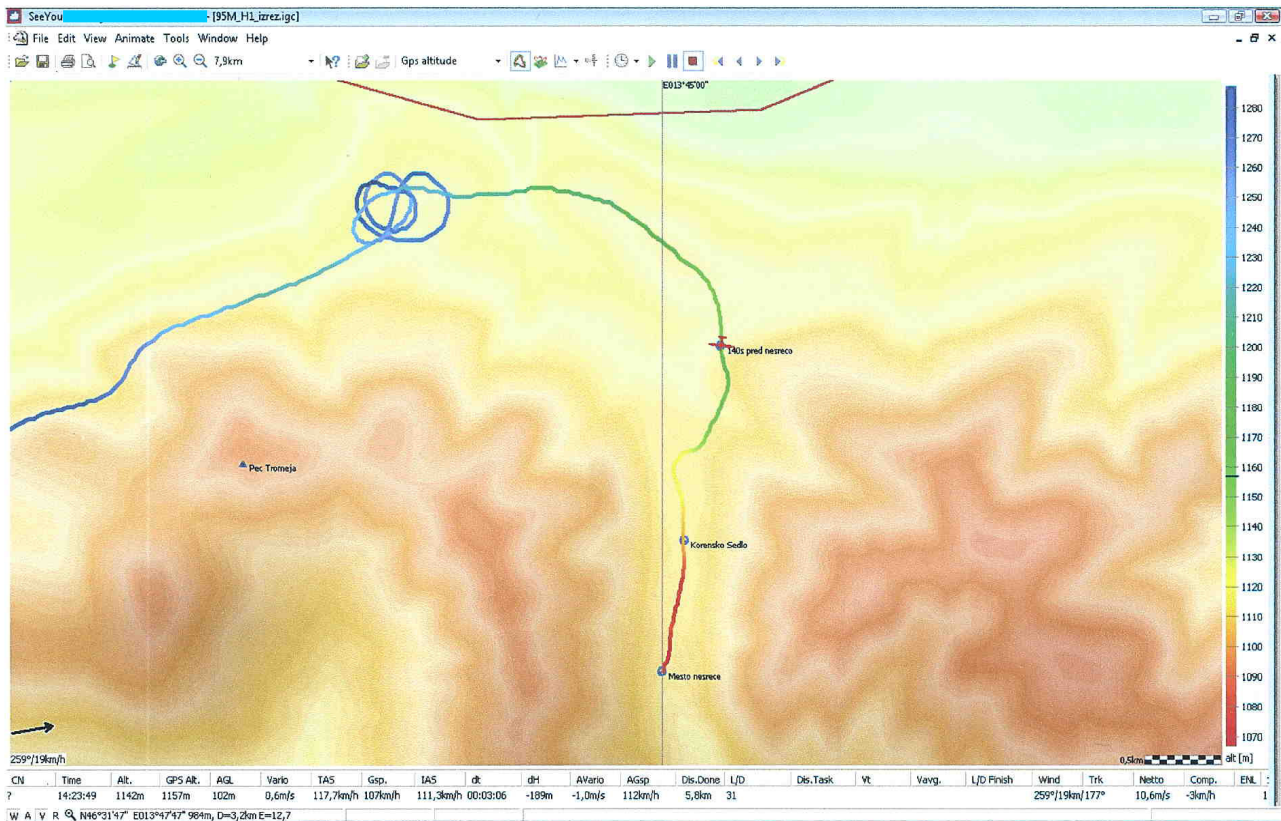 SeeYou - [95M_H1_izrez.igc]
File Edit View Animate Tools Window Help
7,9km Gps altitude
E013°45'00"
1280
1270
1260
1250
1240
1230
1220
1210
1200
1190
1180
1170
1160
1150
1140
1130
1120
1110
1100
1090
1080
1070
alt [m]
140s pred nesreco
Pec Tromeja
Korensko Sedlo
Mesto nesrece
259°/19km/h
0,5km
CN Time Alt. GPS Alt. AGL Vario TAS Gsp. IAS dt dH AVario AGsp Dis.Done L/D Dis.Task Vt Vavg. L/D Finish Wind Trk Netto Comp. ENL
? 14:23:49 1142m 1157m 102m 0,6m/s 117,7km/h 107km/h 111,3km/h 00:03:06 -189m -1,0m/s 112km/h 5,8km 31 259°/19km/h 177° 10,6m/s -3km/h 1
W A V R N46°31'47" E013°47'47" 984m, D=3,2km E=12,7